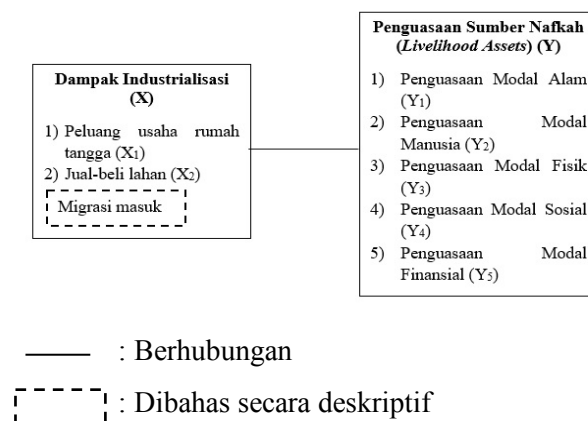 Dampak Industrialisasi
(X)
1) Peluang usaha rumah
tangga (X1)
2) Jual-beli lahan (X2)
Migrasi masuk
Penguasaan Sumber Nafkah
(Livelihood Assets) (Y)
1) Penguasaan Modal Alam
(Y1)
2) Penguasaan Modal
Manusia (Y2)
3) Penguasaan Modal Fisik
(Y3)
4) Penguasaan Modal Sosial
(Y4)
5) Penguasaan Modal
Finansial (Y5)
: Berhubungan
: Dibahas secara deskriptif